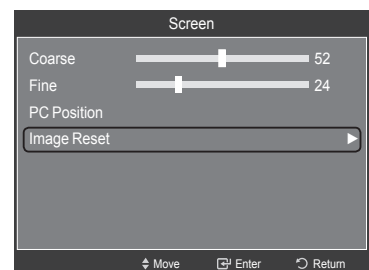 Screen
Coarse 52
Fine 24
PC Position
Image Reset
Move Enter Return